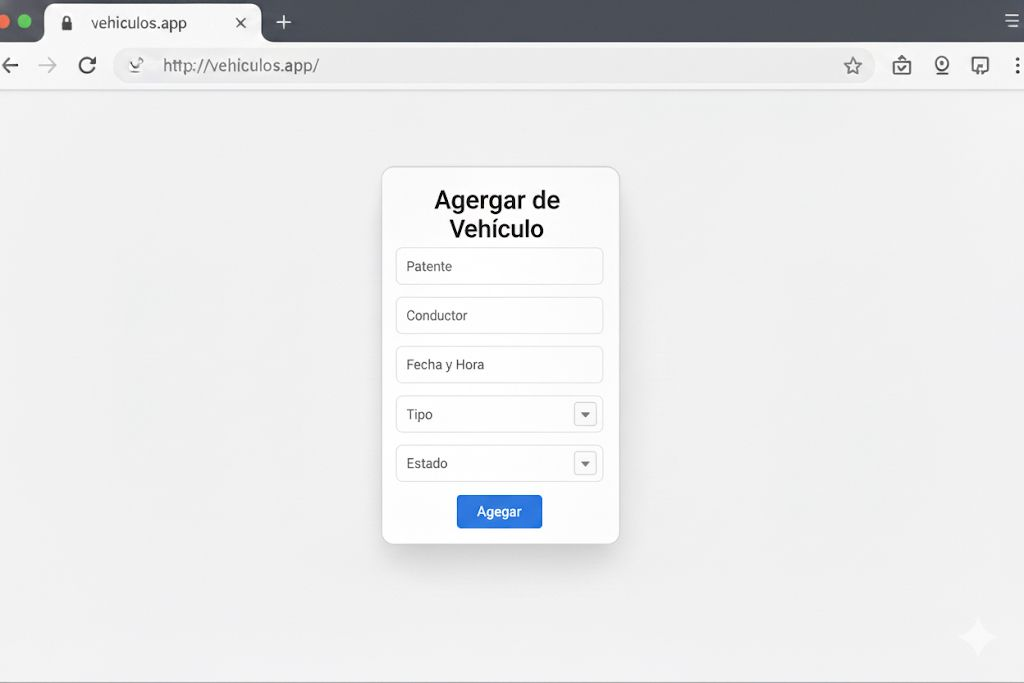 vehiculos.app
http://vehiculos.app/
Agergar de
Vehículo
Patente
Conductor
Fecha y Hora
Tipo
Estado
Agegar